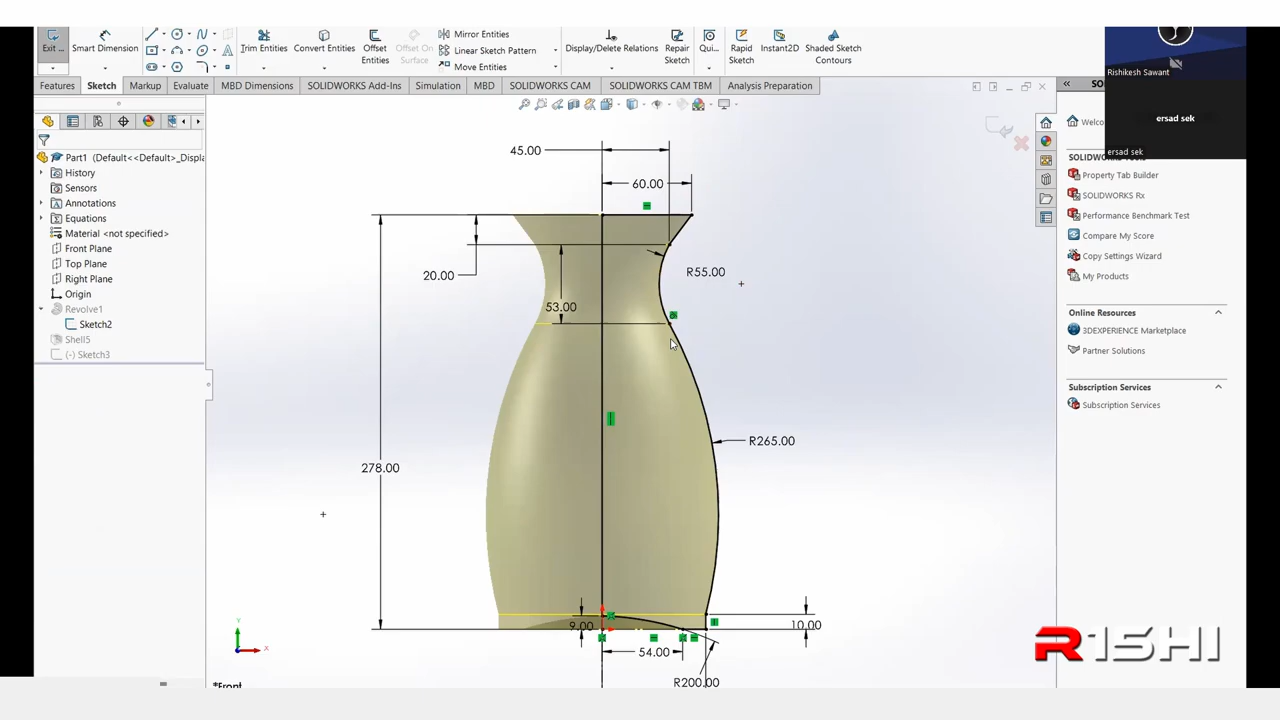 Exit ...
Smart Dimension
Trim Entities
Convert Entities
Offset Entities
Offset On Surface
Mirror Entities
Linear Sketch Pattern
Move Entities
Display/Delete Relations
Repair Sketch
Qui...
Rapid Sketch
Instant2D
Shaded Sketch Contours
Rishikesh Sawant
ersad sek
ersad sek
Features
Sketch
Markup
Evaluate
MBD Dimensions
SOLIDWORKS Add-Ins
Simulation
MBD
SOLIDWORKS CAM
SOLIDWORKS CAM TBM
Analysis Preparation
SO
Welco
Part1 (Default<<Default>_Displa
History
Sensors
Annotations
Equations
Material <not specified>
Front Plane
Top Plane
Right Plane
Origin
Revolve1
Sketch2
Shell5
(-) Sketch3
45.00
60.00
20.00
53.00
R55.00
278.00
R265.00
9.00
10.00
54.00
R200.00
Y
X
*Front
Property Tab Builder
SOLIDWORKS Rx
Performance Benchmark Test
Compare My Score
Copy Settings Wizard
My Products
Online Resources
3DEXPERIENCE Marketplace
Partner Solutions
Subscription Services
Subscription Services
R15HI